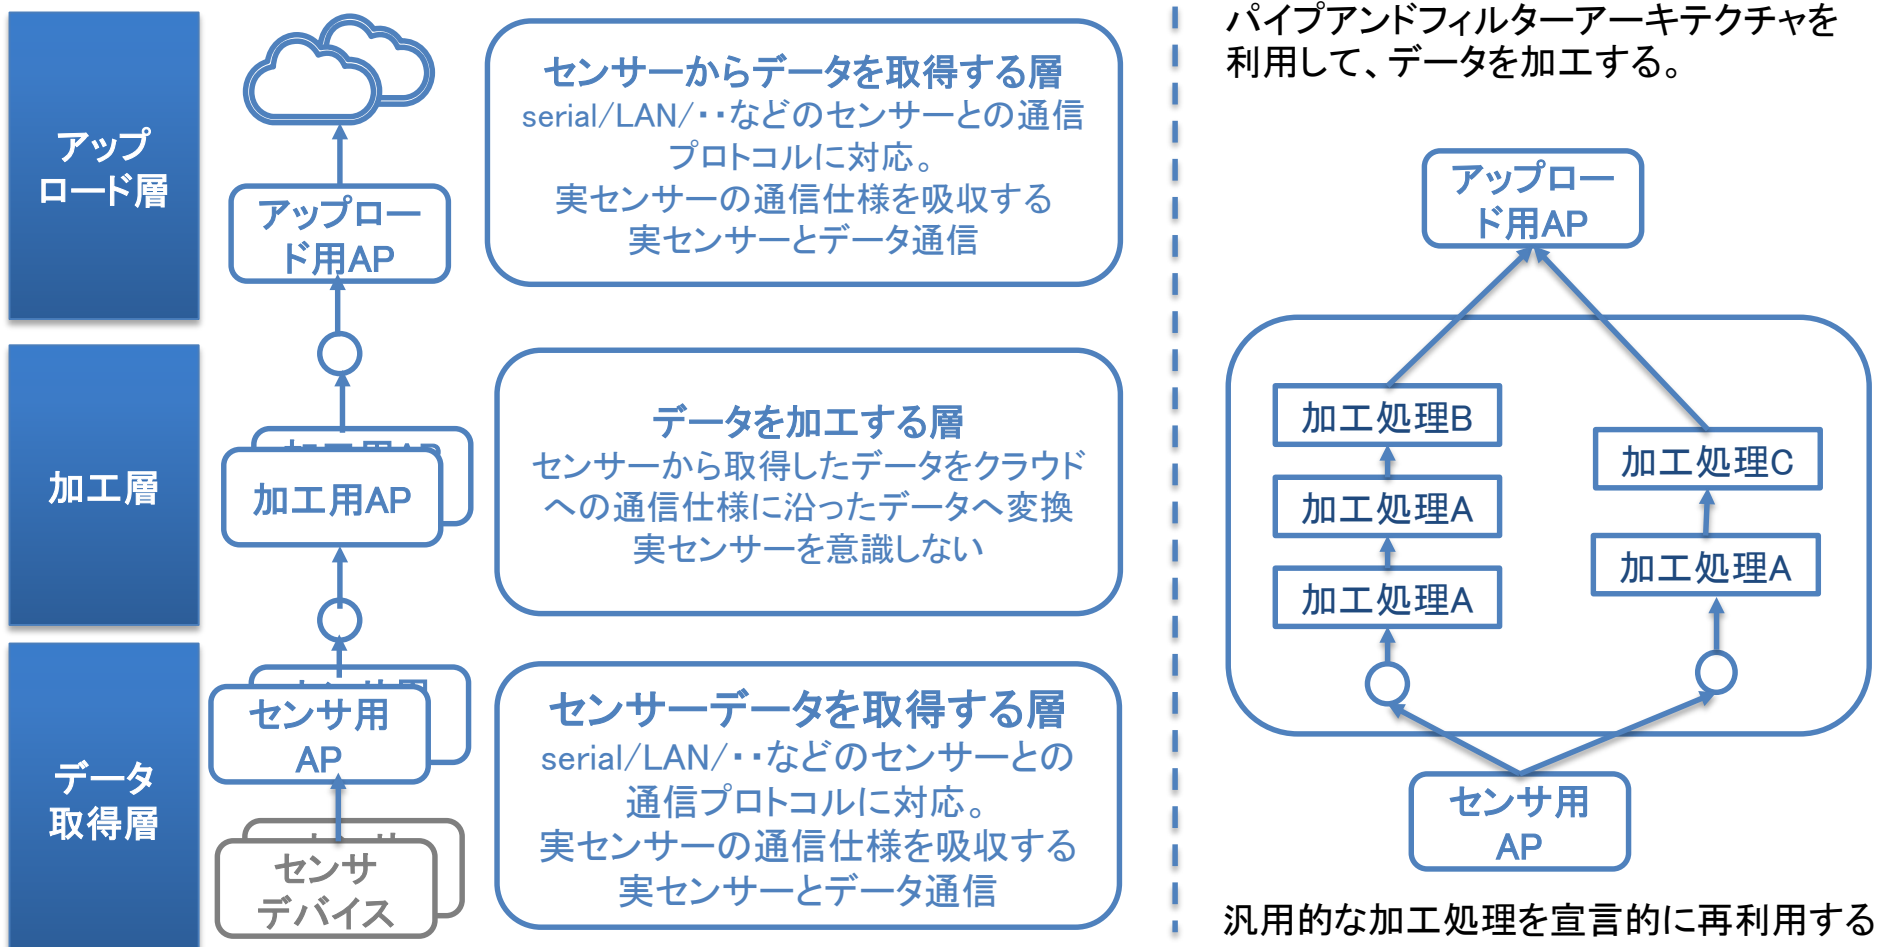 アップ
ロード層
アップロー
ド用AP
センサーからデータを取得する層
serial/LAN/・・などのセンサーとの通信
プロトコルに対応。
実センサーの通信仕様を吸収する
実センサーとデータ通信
加工層
加工用AP
加工用AP
データを加工する層
センサーから取得したデータをクラウド
への通信仕様に沿ったデータへ変換
実センサーを意識しない
データ
取得層
センサ用
センサ用
AP
センサ
センサ
デバイス
センサーデータを取得する層
serial/LAN/・・などのセンサーとの
通信プロトコルに対応。
実センサーの通信仕様を吸収する
実センサーとデータ通信
パイプアンドフィルターアーキテクチャを
利用して、データを加工する。
アップロー
ド用AP
加工処理B
加工処理A
加工処理A
加工処理C
加工処理A
センサ用
AP
汎用的な加工処理を宣言的に再利用する